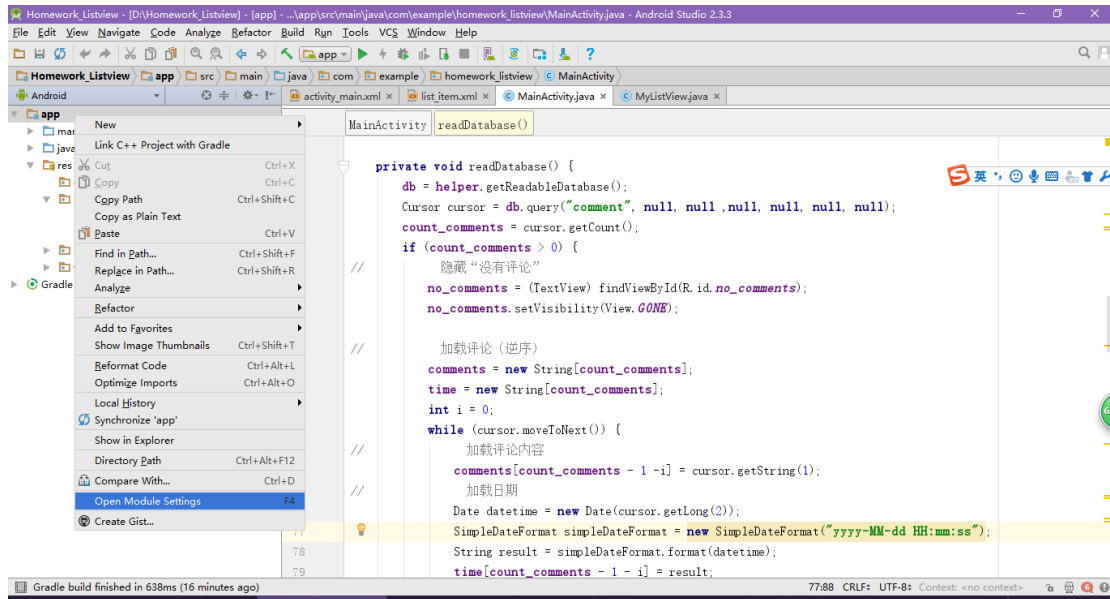 Homework_Listview - [D:\Homework_Listview] - [app] - ...\app\src\main\java\com\example\homework_listview\MainActivity.java - Android Studio 2.3.3
File Edit View Navigate Code Analyze Refactor Build Run Tools VCS Window Help
app
Homework_Listview app src main java com example homework_listview MainActivity
Android
activity_main.xml list_item.xml MainActivity.java MyListView.java
app
java
res
Gradle
New
Link C++ Project with Gradle
Cut Ctrl+X
Copy Ctrl+C
Copy Path Ctrl+Shift+C
Copy as Plain Text
Paste Ctrl+V
Find in Path... Ctrl+Shift+F
Replace in Path... Ctrl+Shift+R
Analyze
Refactor
Add to Favorites
Show Image Thumbnails Ctrl+Shift+T
Reformat Code Ctrl+Alt+L
Optimize Imports Ctrl+Alt+O
Local History
Synchronize 'app'
Show in Explorer
Directory Path Ctrl+Alt+F12
Compare With... Ctrl+D
Open Module Settings F4
Create Gist...
MainActivity readDatabase()
private void readDatabase() {
db = helper.getReadableDatabase();
Cursor cursor = db.query("comment", null, null ,null, null, null, null);
count_comments = cursor.getCount();
if (count_comments > 0) {
// 隐藏“没有评论”
no_comments = (TextView) findViewById(R.id.no_comments);
no_comments.setVisibility(View.GONE);
// 加载评论（逆序）
comments = new String[count_comments];
time = new String[count_comments];
int i = 0;
while (cursor.moveToNext()) {
// 加载评论内容
comments[count_comments - 1 -i] = cursor.getString(1);
// 加载日期
Date datetime = new Date(cursor.getLong(2));
SimpleDateFormat simpleDateFormat = new SimpleDateFormat("yyyy-MM-dd HH:mm:ss");
78 String result = simpleDateFormat.format(datetime);
79 time[count_comments - 1 - i] = result;
英
Gradle build finished in 638ms (16 minutes ago) 77:88 CRLF UTF-8 Context: <no context>